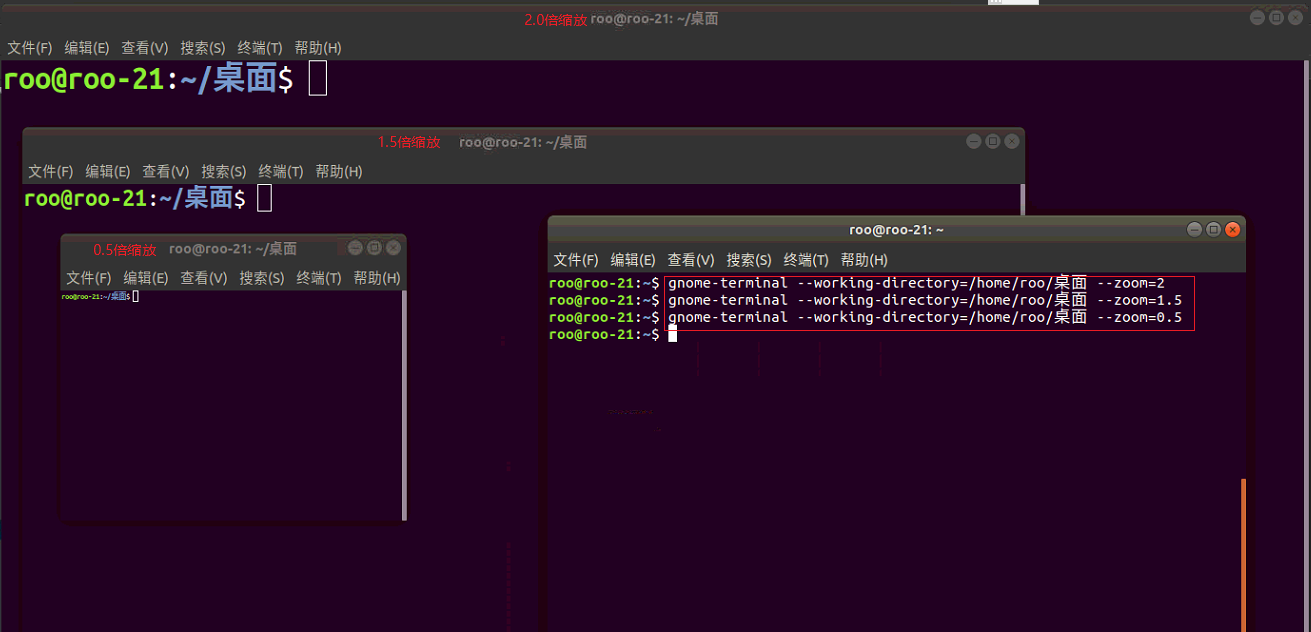 2.0倍缩放 roo@roo-21: ~/桌面
文件(F) 编辑(E) 查看(V) 搜索(S) 终端(T) 帮助(H)
roo@roo-21:~/桌面$
1.5倍缩放 roo@roo-21: ~/桌面
文件(F) 编辑(E) 查看(V) 搜索(S) 终端(T) 帮助(H)
roo@roo-21:~/桌面$
0.5倍缩放 roo@roo-21: ~/桌面
文件(F) 编辑(E) 查看(V) 搜索(S) 终端(T) 帮助(H)
roo@roo-21:~/桌面$
roo@roo-21: ~
文件(F) 编辑(E) 查看(V) 搜索(S) 终端(T) 帮助(H)
roo@roo-21:~$ gnome-terminal --working-directory=/home/roo/桌面 --zoom=2
roo@roo-21:~$ gnome-terminal --working-directory=/home/roo/桌面 --zoom=1.5
roo@roo-21:~$ gnome-terminal --working-directory=/home/roo/桌面 --zoom=0.5
roo@roo-21:~$